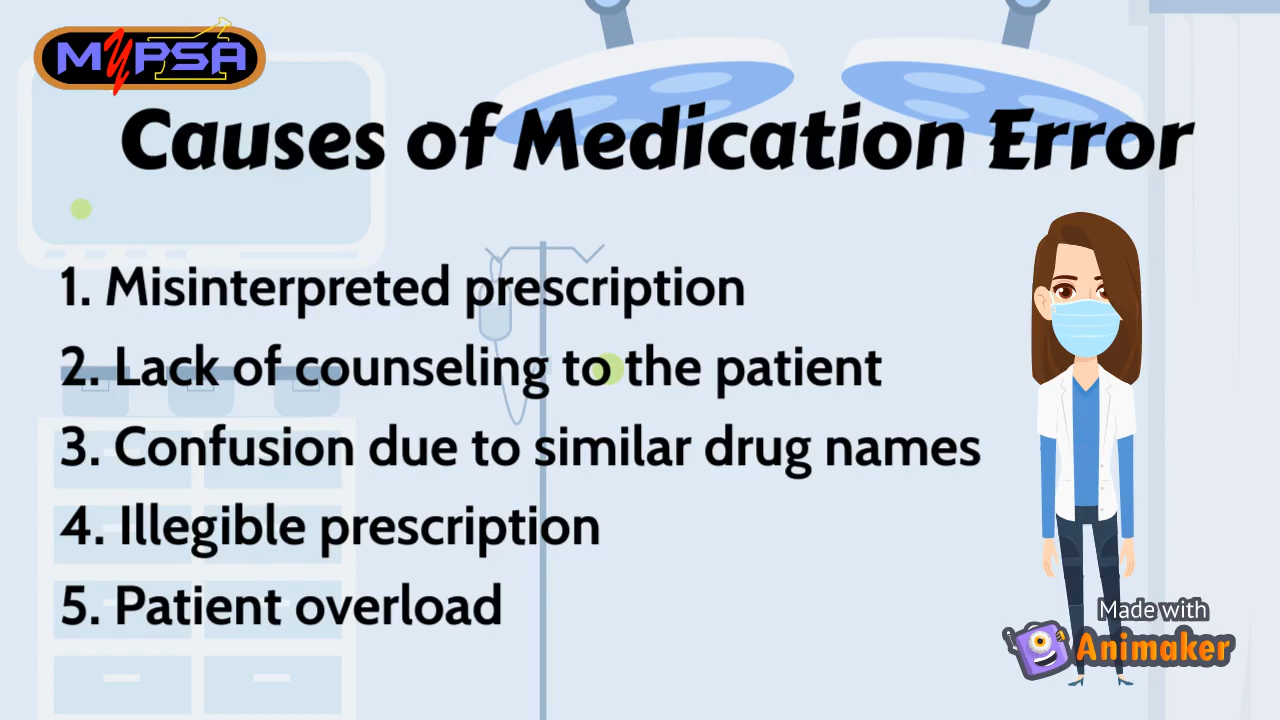 MYPSA
Causes of Medication Error
1. Misinterpreted prescription
2. Lack of counseling to the patient
3. Confusion due to similar drug names
4. Illegible prescription
5. Patient overload
Made with
Animaker